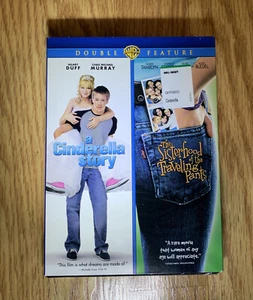 DOUBLE
FEATURE
HILARY
DUFF
CHAD MICHAEL
MURRAY
a
Cinderella
story
The
Sisterhood of the
Traveling
Pants
"This film is what dreams are made of."
"A rare movie
that women of any
age will appreciate."